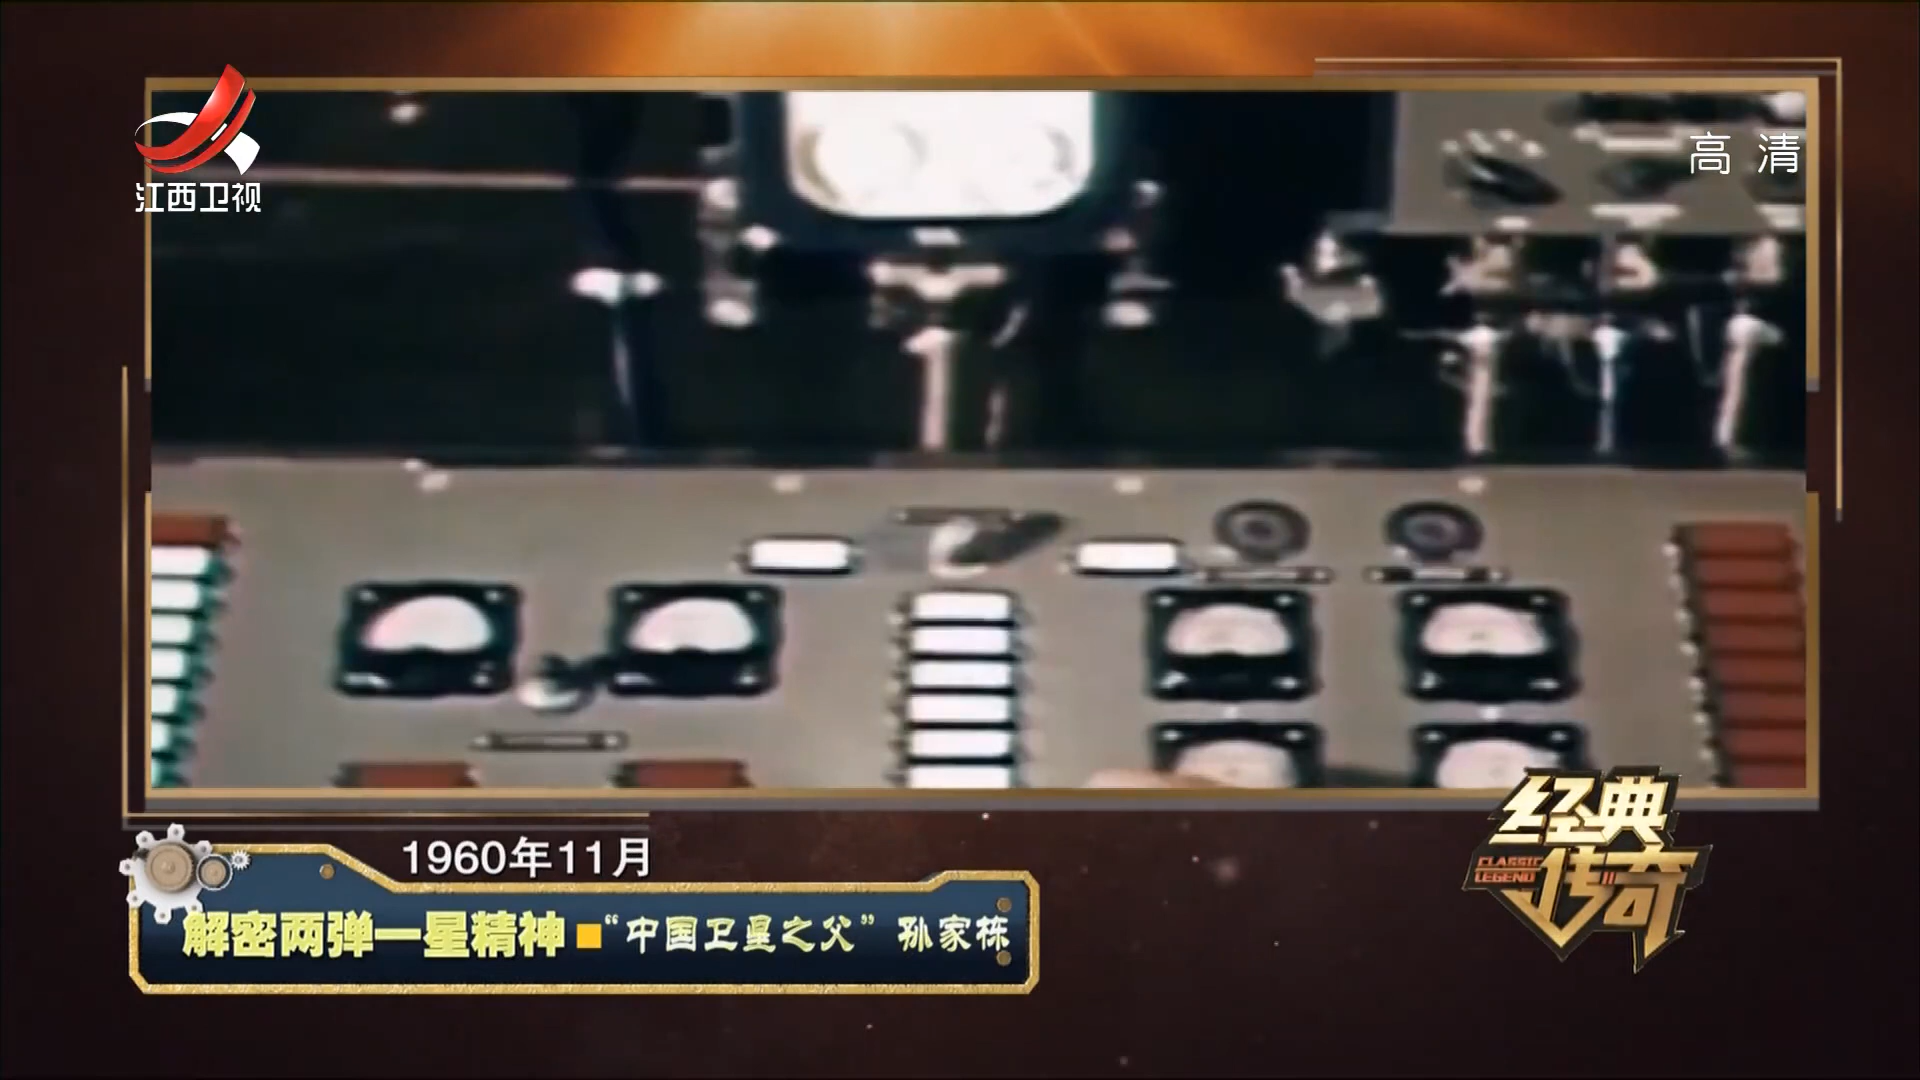 江西卫视
高清
1960年11月
解密两弹一星精神■“中国卫星之父” 孙家栋
经典
CLASSIC
LEGEND
传奇